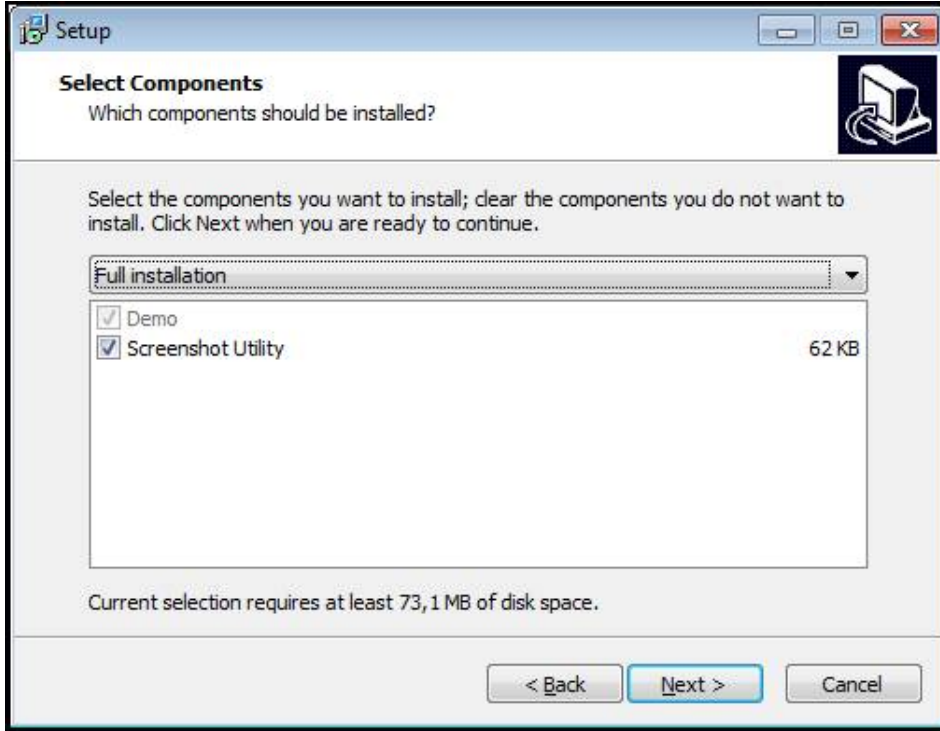 Setup
Select Components
Which components should be installed?
Select the components you want to install; clear the components you do not want to
install. Click Next when you are ready to continue.
Full installation
Demo
Screenshot Utility 62 KB
Current selection requires at least 73,1 MB of disk space.
< Back Next > Cancel